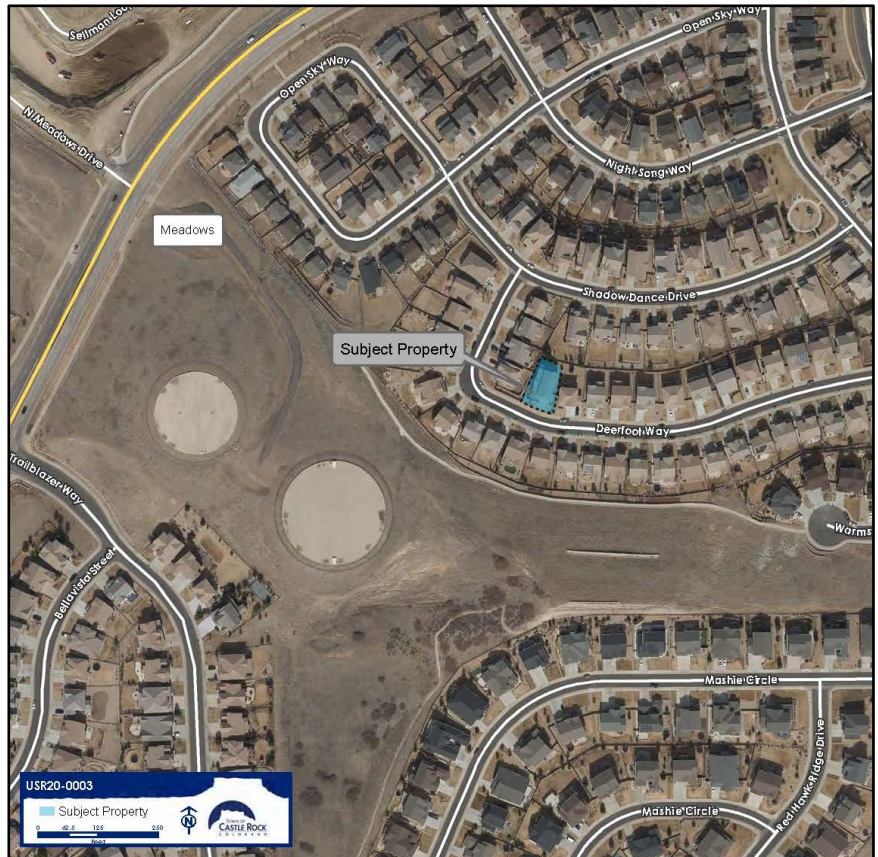 Sellman Loop
Open Sky Way
Open Sky Way
N Meadows Drive
Night Song Way
Meadows
Shadow Dance Drive
Subject Property
Deerfoot Way
Trailblazer Way
Warms
Bellavista Street
Mashie Circle
Red Hawk Ridge Drive
Mashie Circle
USR20-0003
Subject Property
0 62.5 125 250
Feet
N
TOWN OF
CASTLE ROCK
COLORADO